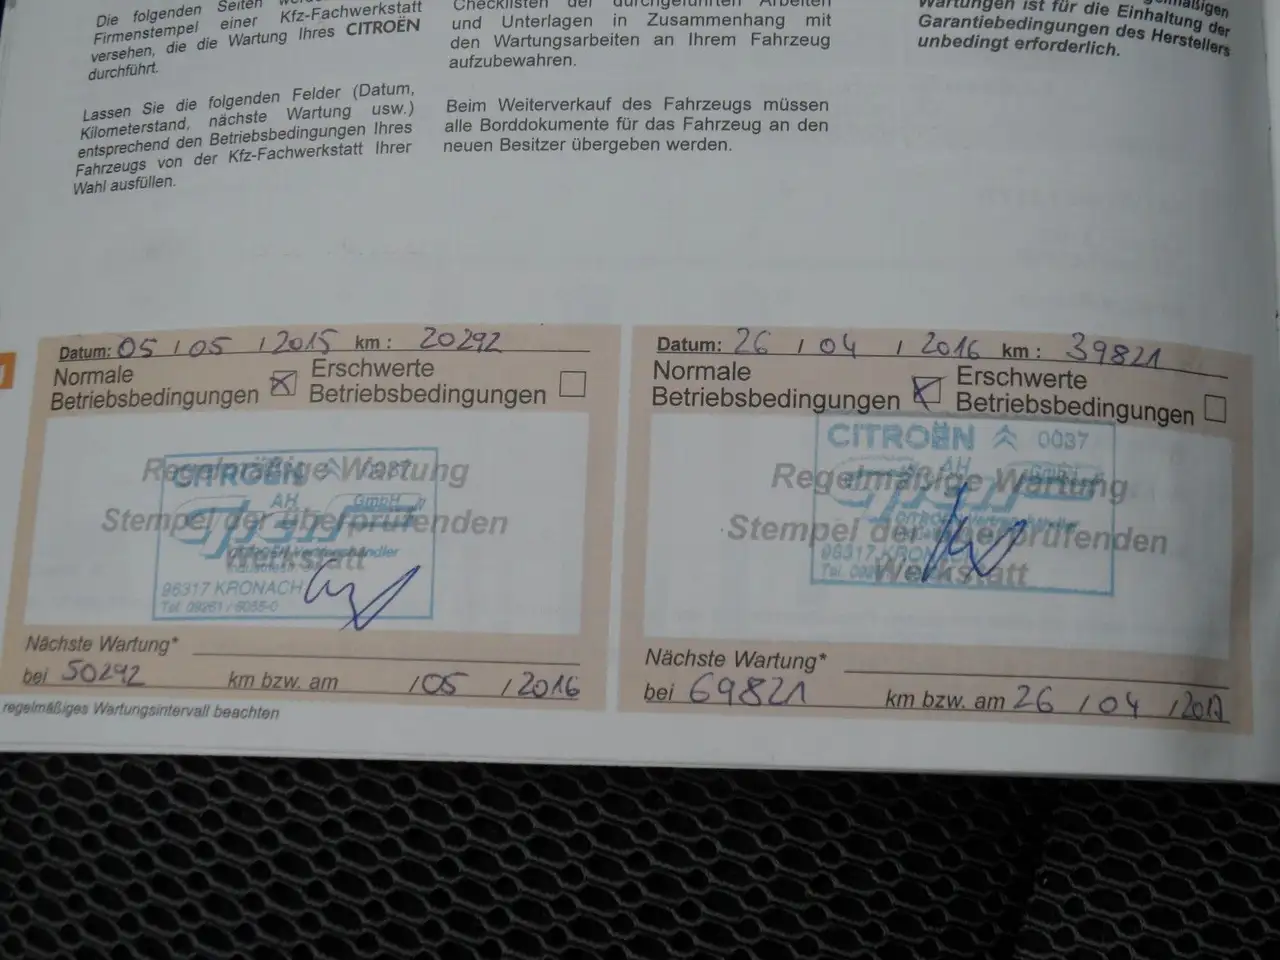 Die folgenden Seiten
Firmenstempel einer Kfz-Fachwerkstatt
versehen, die die Wartung Ihres CITROËN
durchführt.
Lassen Sie die folgenden Felder (Datum,
Kilometerstand, nächste Wartung usw.)
entsprechend den Betriebsbedingungen Ihres
Fahrzeugs von der Kfz-Fachwerkstatt Ihrer
Wahl ausfüllen.
Checklisten der durchgeführten Arbeiten
und Unterlagen in Zusammenhang mit
den Wartungsarbeiten an Ihrem Fahrzeug
aufzubewahren.
Beim Weiterverkauf des Fahrzeugs müssen
alle Borddokumente für das Fahrzeug an den
neuen Besitzer übergeben werden.
Wartungen ist für die Einhaltung der
Garantiebedingungen des Herstellers
unbedingt erforderlich.
Datum: 05 / 05 / 2015 km : 20292
Normale Betriebsbedingungen
Erschwerte Betriebsbedingungen
Regelmäßige Wartung
Stempel der überprüfenden
Werkstatt
CITROËN
AH GmbH
96317 KRONACH
Nächste Wartung*
bei 50292 km bzw. am / 05 / 2016
regelmäßiges Wartungsintervall beachten
Datum: 26 / 04 / 2016 km : 39821
Normale Betriebsbedingungen
Erschwerte Betriebsbedingungen
Regelmäßige Wartung
Stempel der überprüfenden
Werkstatt
CITROËN 0037
AH GmbH
96317 KRONACH
Nächste Wartung*
bei 69821 km bzw. am 26 / 04 / 2017